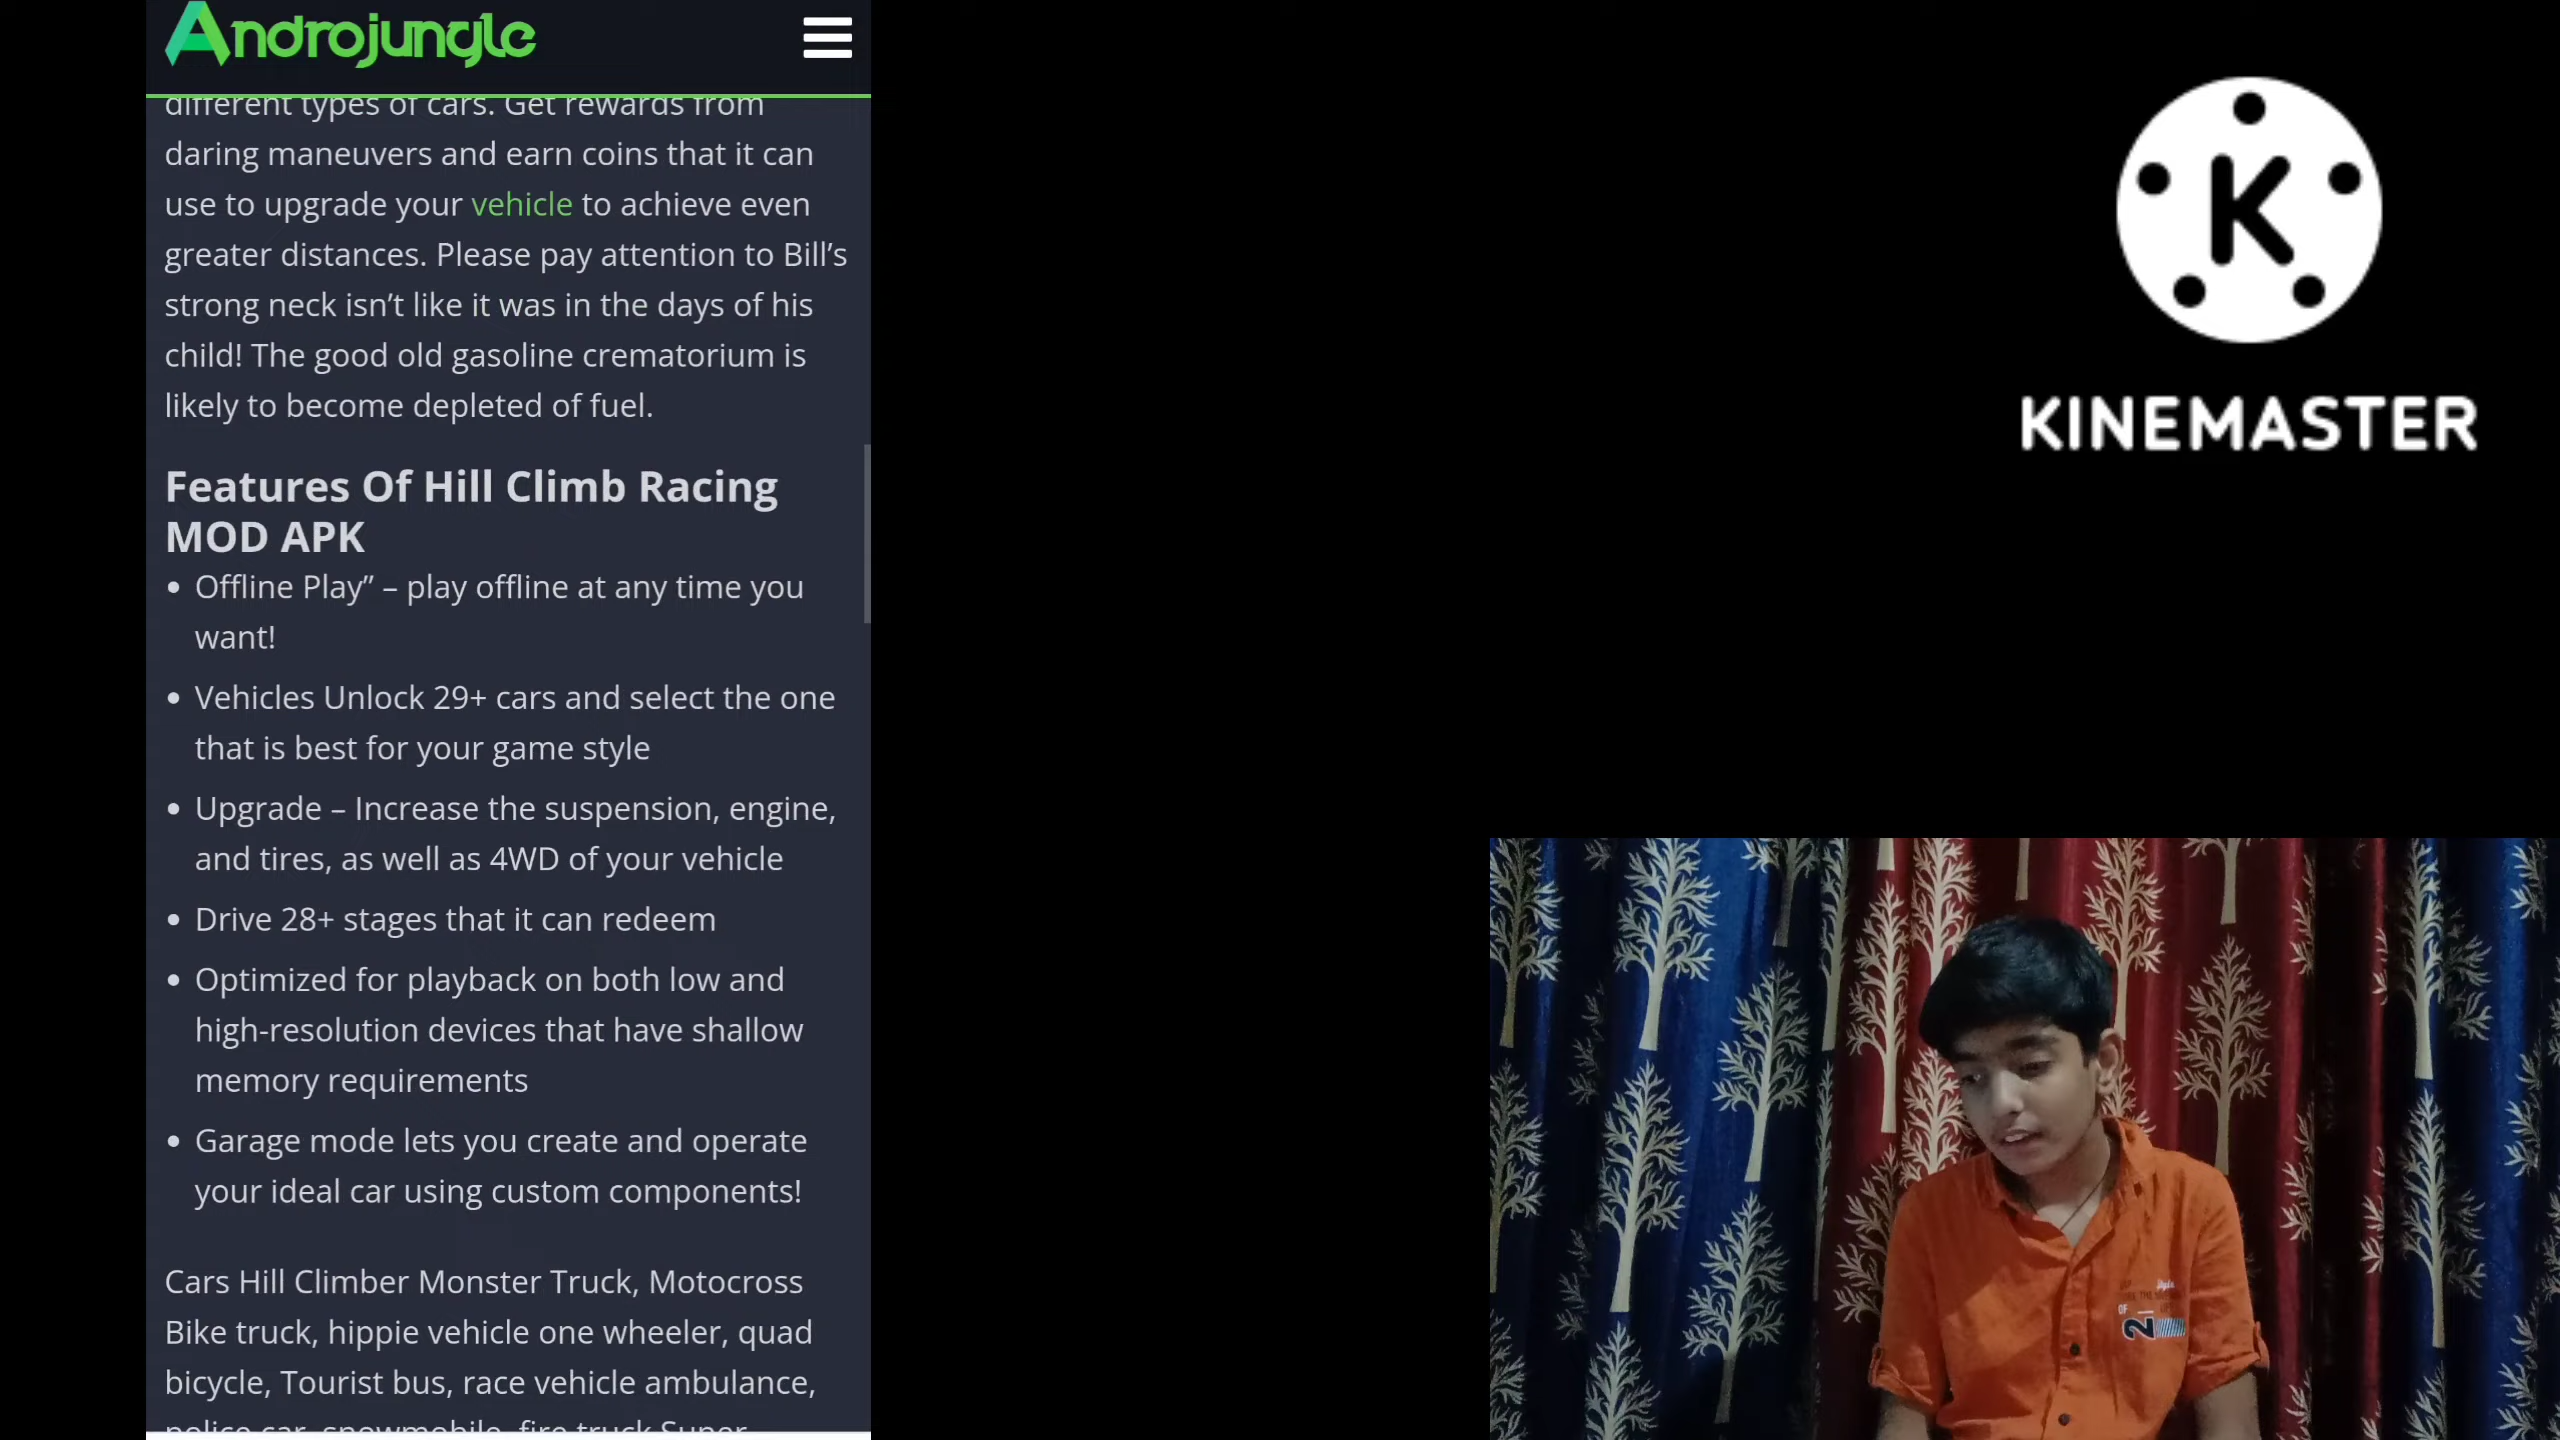 Androjungle
different types of cars. Get rewards from
daring maneuvers and earn coins that it can
use to upgrade your vehicle to achieve even
greater distances. Please pay attention to Bill’s
strong neck isn’t like it was in the days of his
child! The good old gasoline crematorium is
likely to become depleted of fuel.
Features Of Hill Climb Racing
MOD APK
• Offline Play” – play offline at any time you
want!
• Vehicles Unlock 29+ cars and select the one
that is best for your game style
• Upgrade – Increase the suspension, engine,
and tires, as well as 4WD of your vehicle
• Drive 28+ stages that it can redeem
• Optimized for playback on both low and
high-resolution devices that have shallow
memory requirements
• Garage mode lets you create and operate
your ideal car using custom components!
Cars Hill Climber Monster Truck, Motocross
Bike truck, hippie vehicle one wheeler, quad
bicycle, Tourist bus, race vehicle ambulance,
police car, snowmobile, fire truck Super
K
KINEMASTER
OF
2